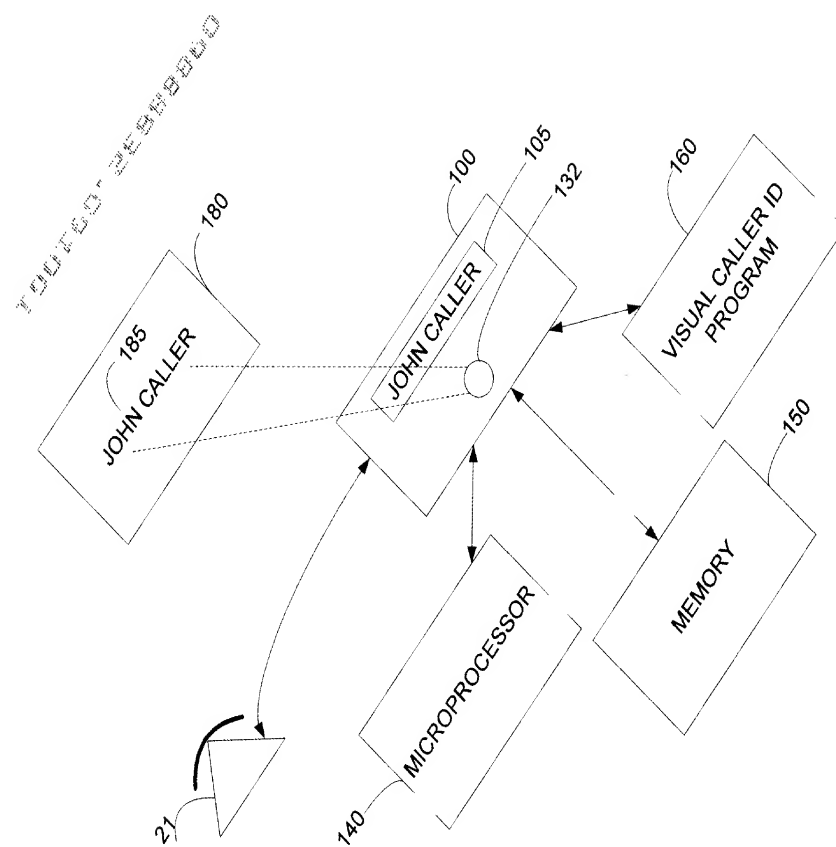 180
185
JOHN CALLER
100
105
132
JOHN CALLER
160
VISUAL CALLER ID
PROGRAM
150
MEMORY
MICROPROCESSOR
140
21